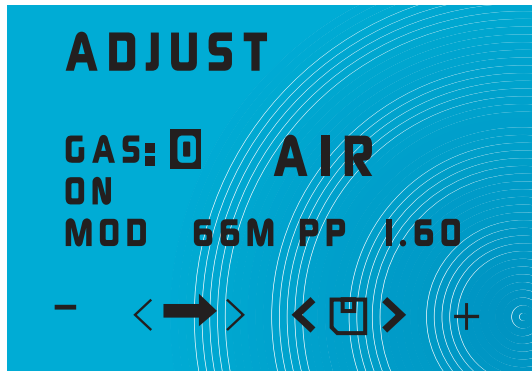 ADJUST
GAS: 0 AIR
ON
MOD 66M PP 1.60
- < > < > +